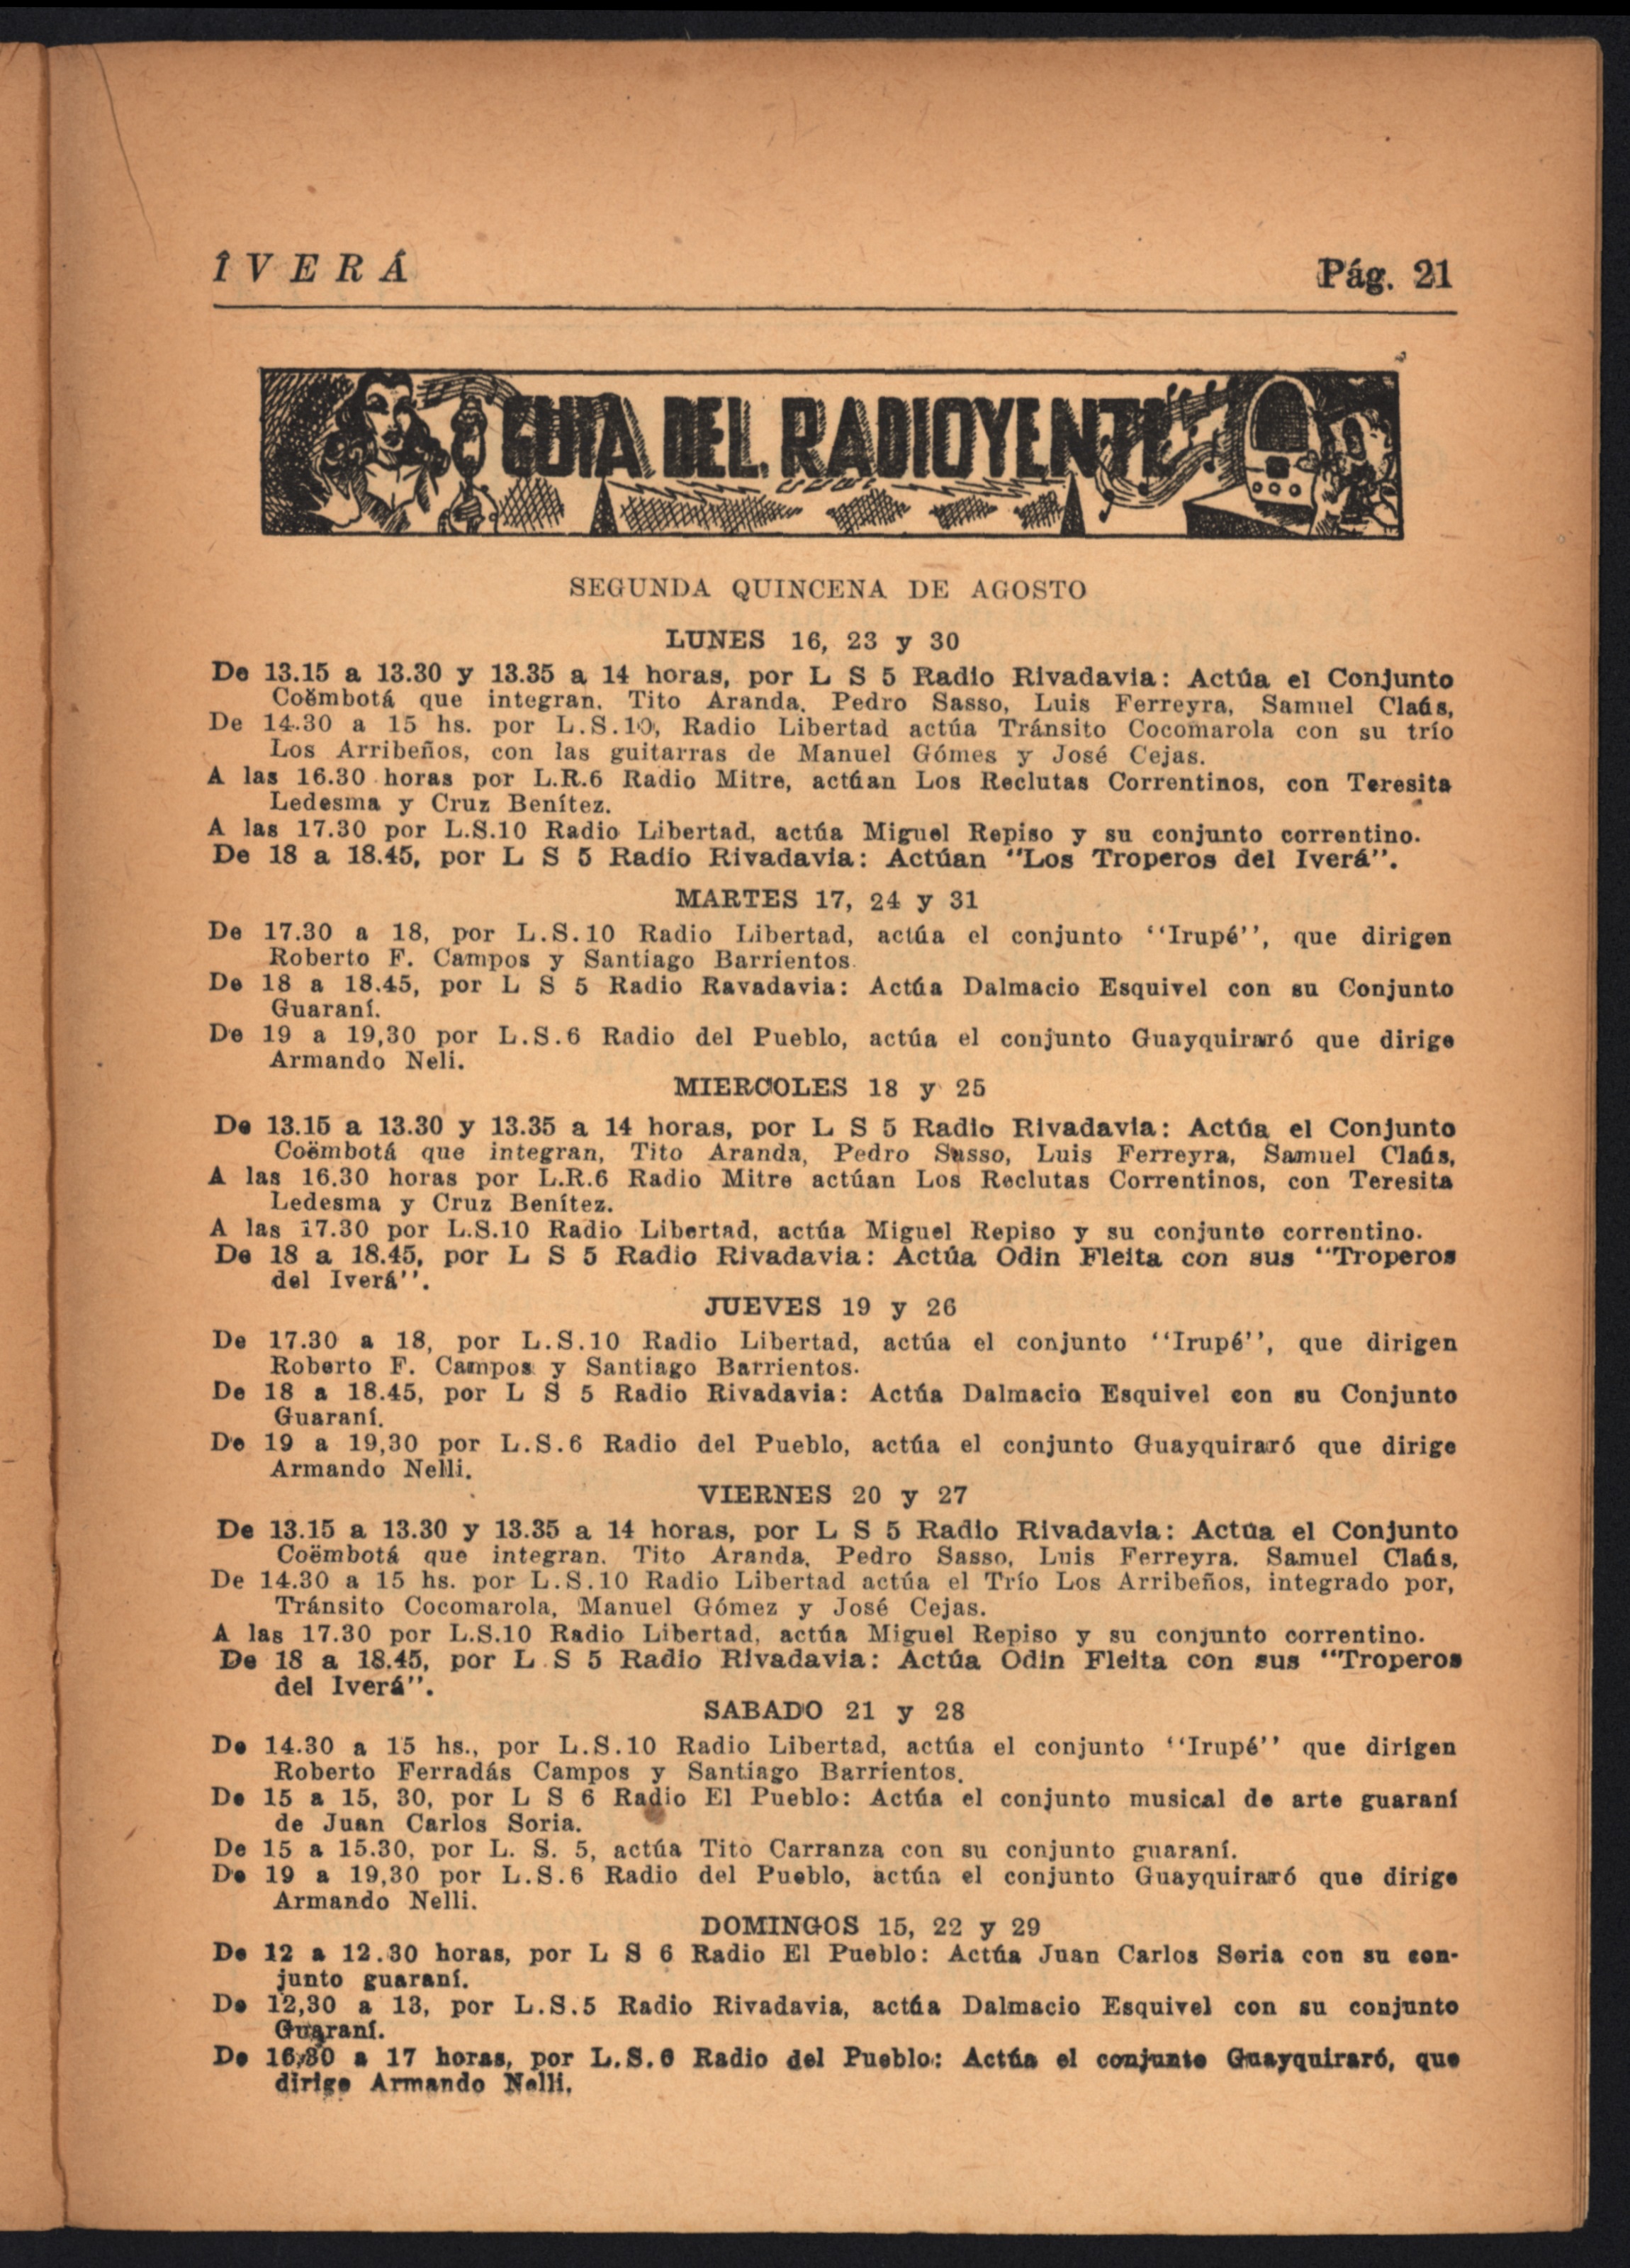 ÎVERÁ
Pág. 21
GUIA DEL RADIOYENTE
SEGUNDA QUINCENA DE AGOSTO
LUNES 16, 23 y 30
De 13.15 a 13.30 y 13.35 a 14 horas, por L S 5 Radio Rivadavia: Actúa el Conjunto
Coëmbotá que integran. Tito Aranda, Pedro Sasso, Luis Ferreyra, Samuel Claús,
De 14.30 a 15 hs. por L.S.10, Radio Libertad actúa Tránsito Cocomarola con su trío
Los Arribeños, con las guitarras de Manuel Gómes y José Cejas.
A las 16.30 horas por L.R.6 Radio Mitre, actúan Los Reclutas Correntinos, con Teresita
Ledesma y Cruz Benítez.
A las 17.30 por L.S.10 Radio Libertad, actúa Miguel Repiso y su conjunto correntino.
De 18 a 18.45, por L S 5 Radio Rivadavia: Actúan "Los Troperos del Iverá".
MARTES 17, 24 y 31
De 17.30 a 18, por L.S.10 Radio Libertad, actúa el conjunto "Irupé", que dirigen
Roberto F. Campos y Santiago Barrientos.
De 18 a 18.45, por L S 5 Radio Ravadavia: Actúa Dalmacio Esquivel con su Conjunto
Guaraní.
De 19 a 19,30 por L.S.6 Radio del Pueblo, actúa el conjunto Guayquiraró que dirige
Armando Neli.
MIERCOLES 18 y 25
De 13.15 a 13.30 y 13.35 a 14 horas, por L S 5 Radio Rivadavia: Actúa el Conjunto
Coëmbotá que integran, Tito Aranda, Pedro Sasso, Luis Ferreyra, Samuel Claús,
A las 16.30 horas por L.R.6 Radio Mitre actúan Los Reclutas Correntinos, con Teresita
Ledesma y Cruz Benítez.
A las 17.30 por L.S.10 Radio Libertad, actúa Miguel Repiso y su conjunto correntino.
De 18 a 18.45, por L S 5 Radio Rivadavia: Actúa Odin Fleita con sus "Troperos
del Iverá".
JUEVES 19 y 26
De 17.30 a 18, por L.S.10 Radio Libertad, actúa el conjunto "Irupé", que dirigen
Roberto F. Campos y Santiago Barrientos.
De 18 a 18.45, por L S 5 Radio Rivadavia: Actúa Dalmacio Esquivel con su Conjunto
Guaraní.
De 19 a 19,30 por L.S.6 Radio del Pueblo, actúa el conjunto Guayquiraró que dirige
Armando Nelli.
VIERNES 20 y 27
De 13.15 a 13.30 y 13.35 a 14 horas, por L S 5 Radio Rivadavia: Actúa el Conjunto
Coëmbotá que integran. Tito Aranda, Pedro Sasso, Luis Ferreyra. Samuel Claús,
De 14.30 a 15 hs. por L.S.10 Radio Libertad actúa el Trío Los Arribeños, integrado por,
Tránsito Cocomarola, Manuel Gómez y José Cejas.
A las 17.30 por L.S.10 Radio Libertad, actúa Miguel Repiso y su conjunto correntino.
De 18 a 18.45, por L S 5 Radio Rivadavia: Actúa Odin Fleita con sus "Troperos
del Iverá".
SABADO 21 y 28
De 14.30 a 15 hs., por L.S.10 Radio Libertad, actúa el conjunto "Irupé" que dirigen
Roberto Ferradás Campos y Santiago Barrientos.
De 15 a 15, 30, por L S 6 Radio El Pueblo: Actúa el conjunto musical de arte guaraní
de Juan Carlos Soria.
De 15 a 15.30, por L. S. 5, actúa Tito Carranza con su conjunto guaraní.
De 19 a 19,30 por L.S.6 Radio del Pueblo, actúa el conjunto Guayquiraró que dirige
Armando Nelli.
DOMINGOS 15, 22 y 29
De 12 a 12.30 horas, por L S 6 Radio El Pueblo: Actúa Juan Carlos Soria con su con-
junto guaraní.
De 12,30 a 13, por L.S.5 Radio Rivadavia, actúa Dalmacio Esquivel con su conjunto
Guaraní.
De 16,30 a 17 horas, por L.S.6 Radio del Pueblo: Actúa el conjunto Guayquiraró, que
dirige Armando Nelli.